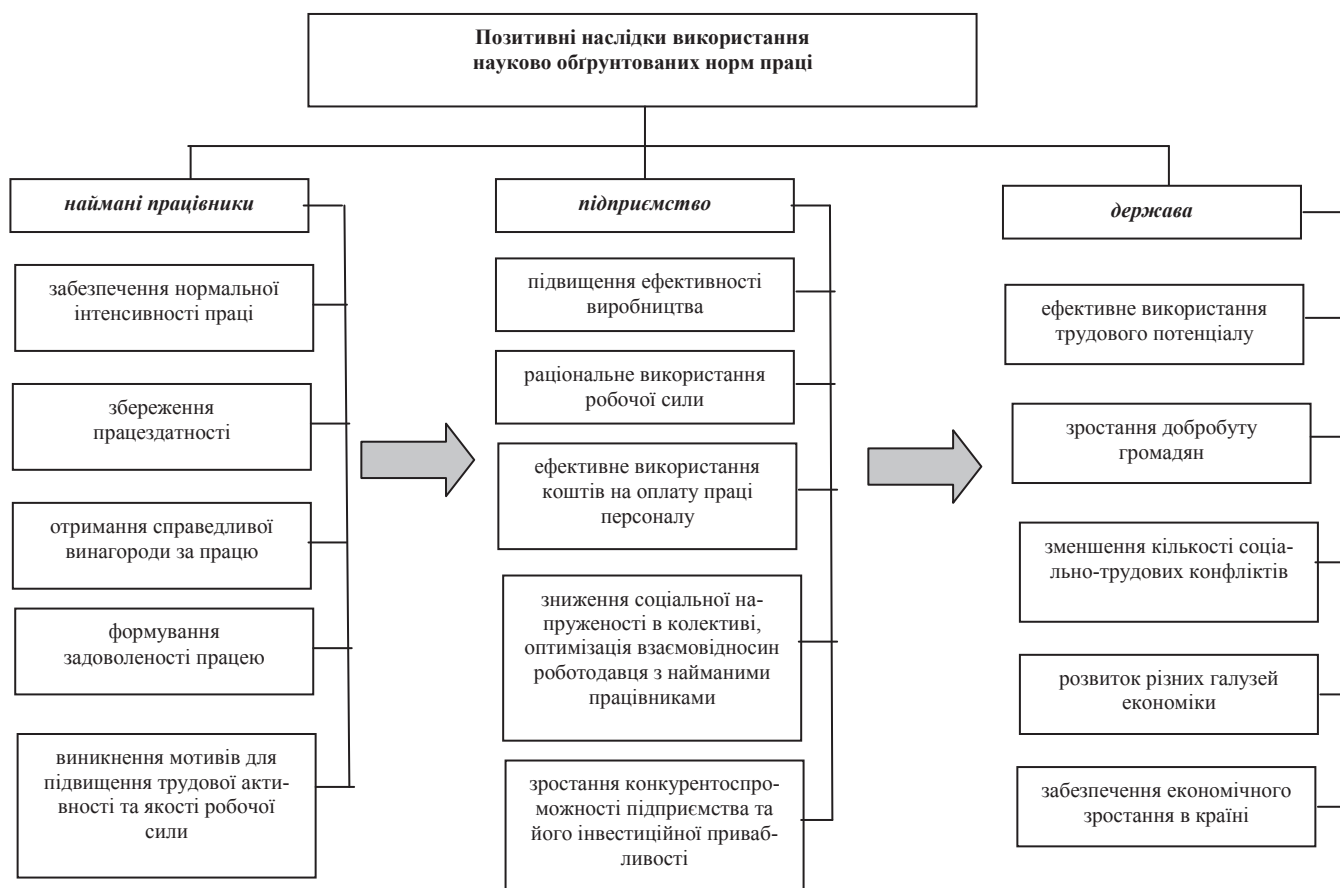 Позитивні наслідки використання
науково обґрунтованих норм праці
наймані працівники
забезпечення нормальної
інтенсивності праці
збереження
працездатності
отримання справедливої
винагороди за працю
формування
задоволеності працею
виникнення мотивів для
підвищення трудової акти-
вності та якості робочої
сили
підприємство
підвищення ефективності
виробництва
раціональне використання
робочої сили
ефективне використання
коштів на оплату праці
персоналу
зниження соціальної на-
пруженості в колективі,
оптимізація взаємовідносин
роботодавця з найманими
працівниками
зростання конкурентоспро-
можності підприємства та
його інвестиційної приваб-
ливості
держава
ефективне використання
трудового потенціалу
зростання добробуту
громадян
зменшення кількості соціа-
льно-трудових конфліктів
розвиток різних галузей
економіки
забезпечення економічного
зростання в країні